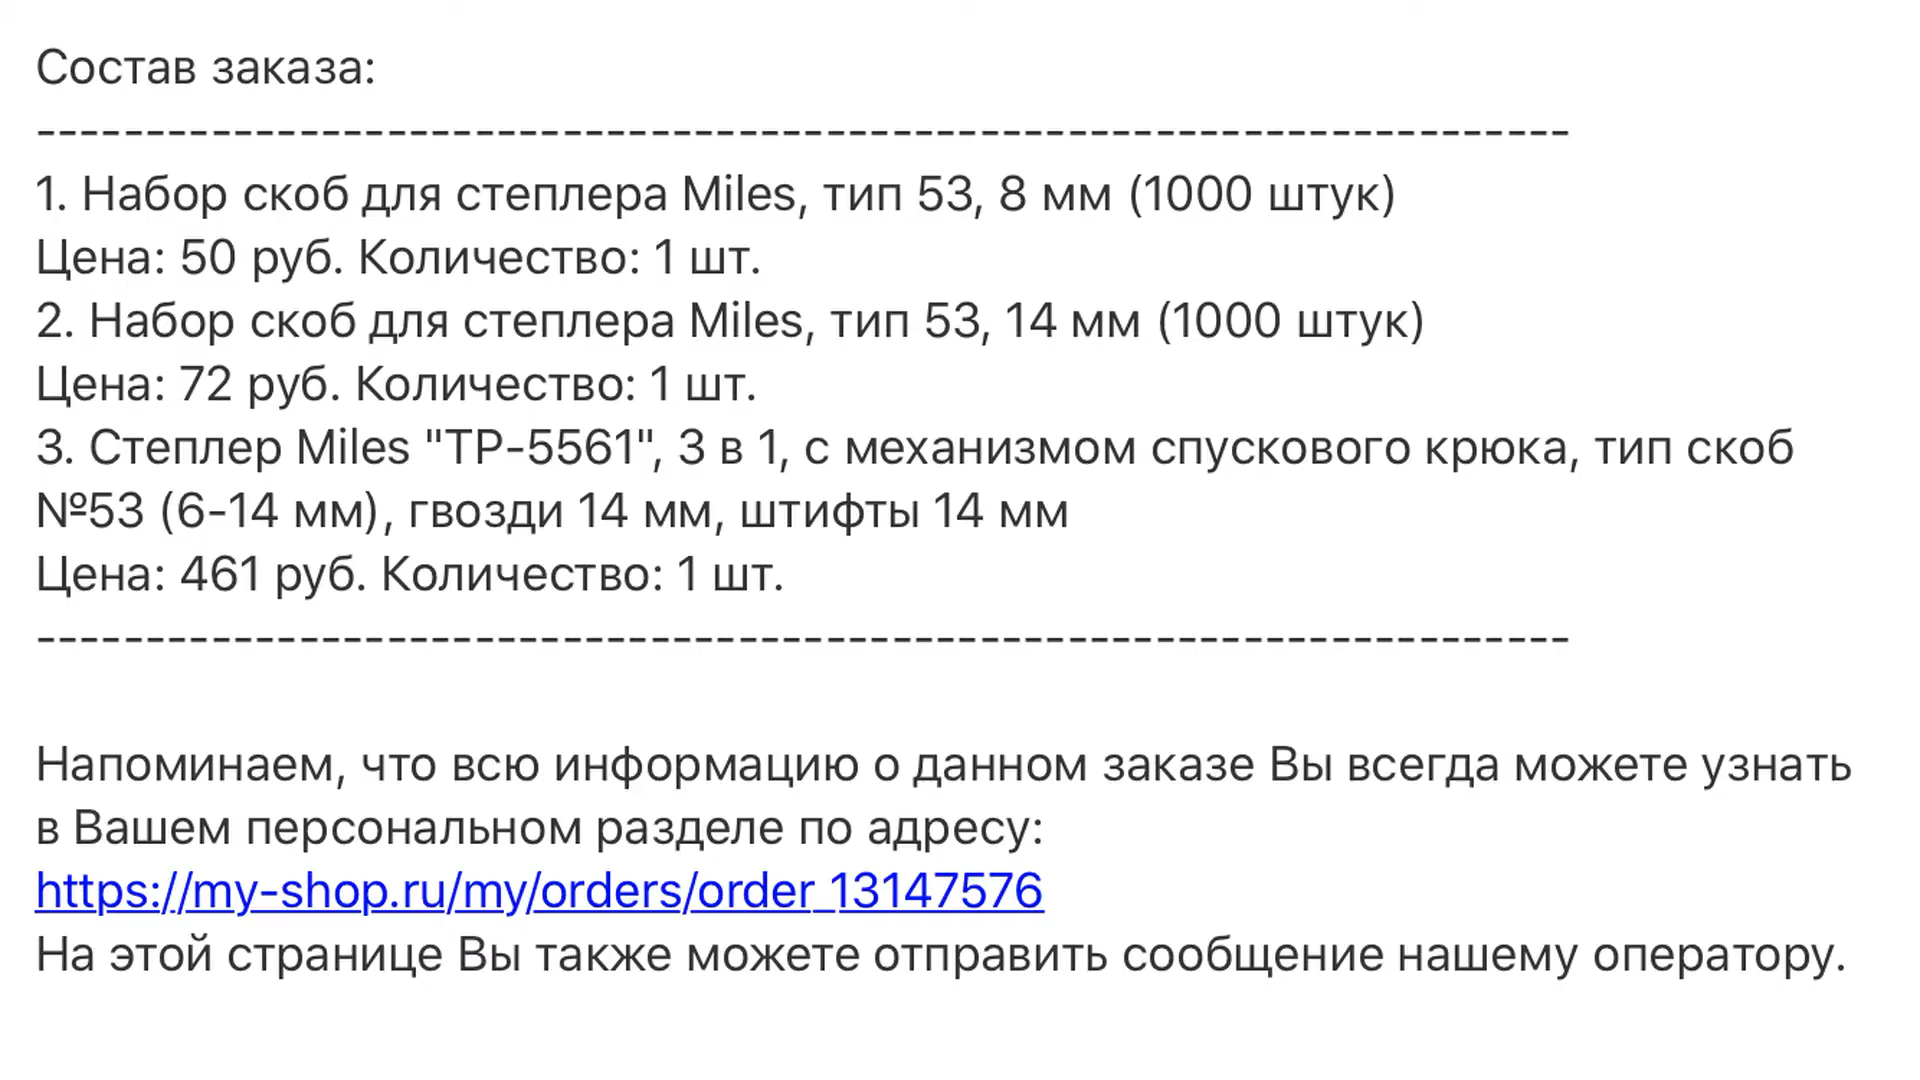 Состав заказа:
----------------------------------------------------------------------
1. Набор скоб для степлера Miles, тип 53, 8 мм (1000 штук)
Цена: 50 руб. Количество: 1 шт.
2. Набор скоб для степлера Miles, тип 53, 14 мм (1000 штук)
Цена: 72 руб. Количество: 1 шт.
3. Степлер Miles "TP-5561", 3 в 1, с механизмом спускового крюка, тип скоб
№53 (6-14 мм), гвозди 14 мм, штифты 14 мм
Цена: 461 руб. Количество: 1 шт.
----------------------------------------------------------------------
Напоминаем, что всю информацию о данном заказе Вы всегда можете узнать
в Вашем персональном разделе по адресу:
https://my-shop.ru/my/orders/order_13147576
На этой странице Вы также можете отправить сообщение нашему оператору.